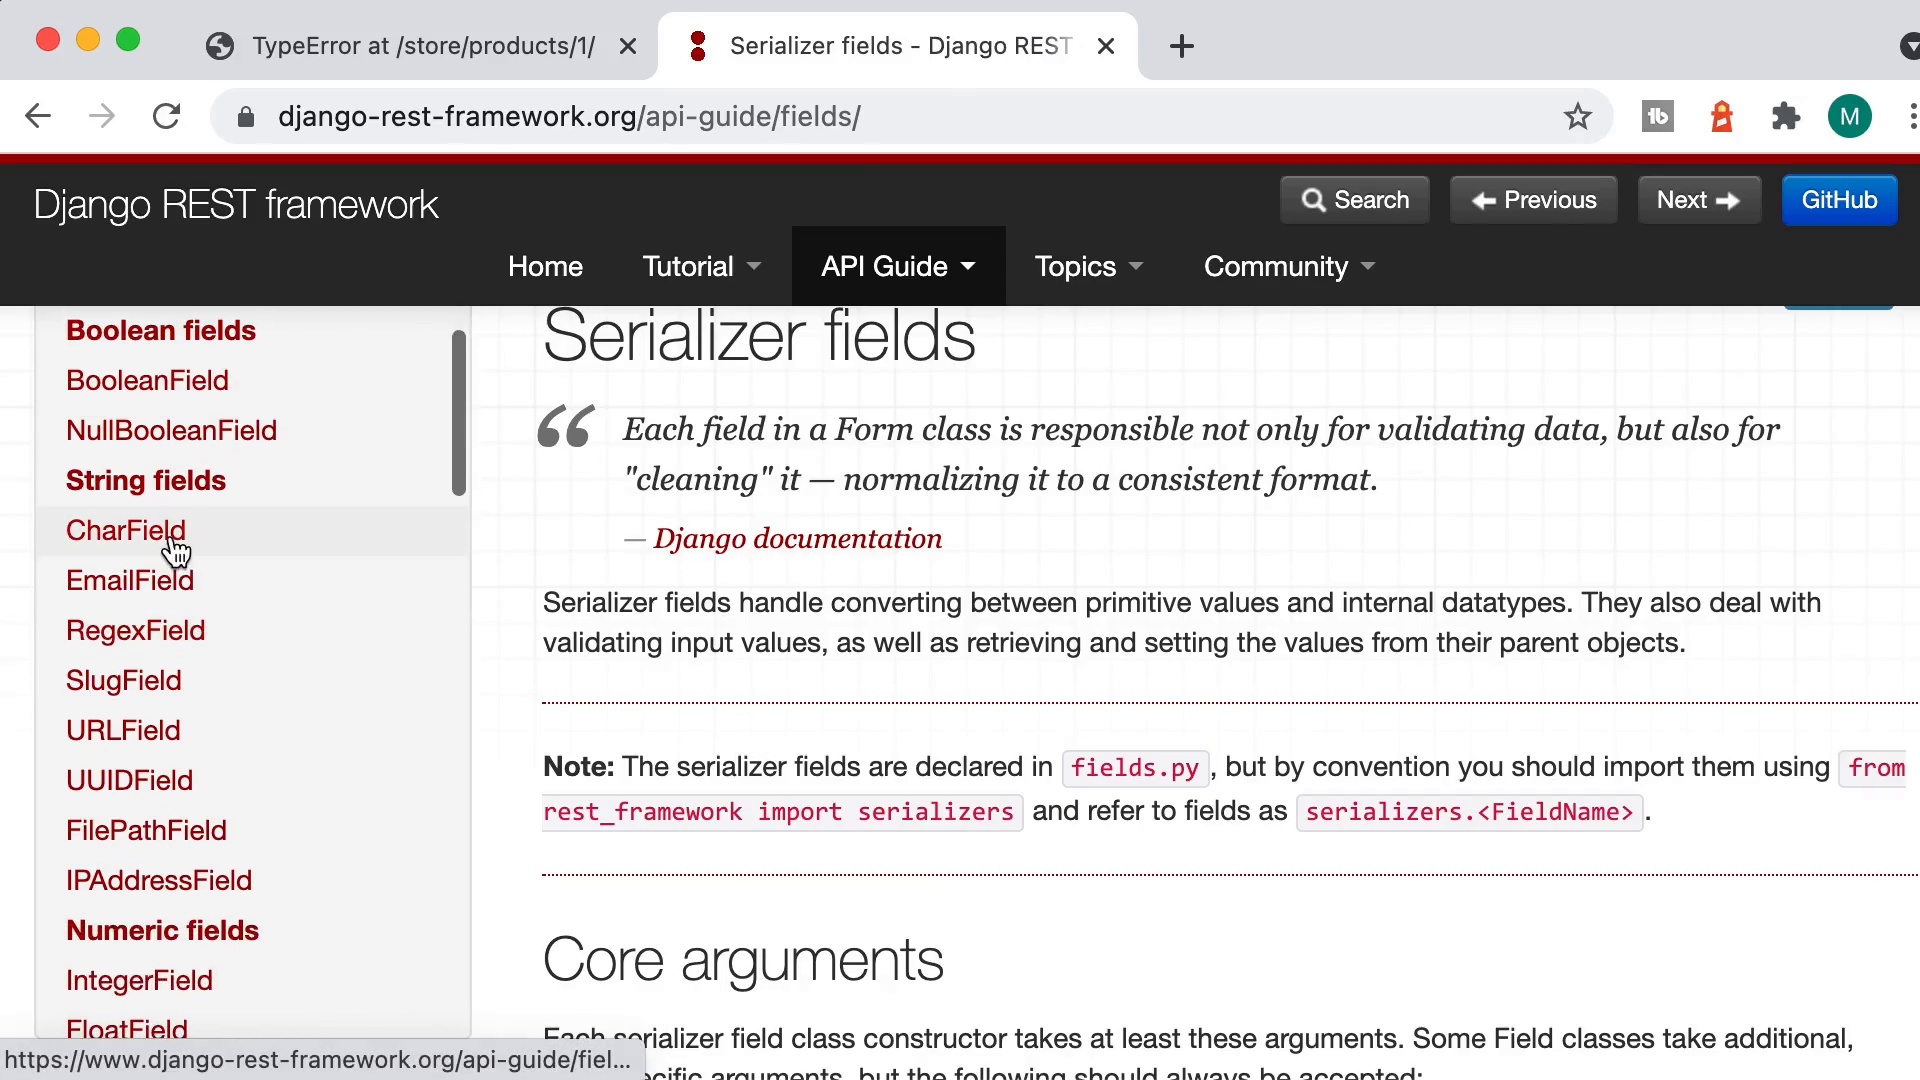 TypeError at /store/products/1/
Serializer fields - Django REST
django-rest-framework.org/api-guide/fields/
M
Django REST framework
Search
Previous
Next
GitHub
Home
Tutorial
API Guide
Topics
Community
Boolean fields
BooleanField
NullBooleanField
String fields
CharField
EmailField
RegexField
SlugField
URLField
UUIDField
FilePathField
IPAddressField
Numeric fields
IntegerField
FloatField
Serializer fields
Each field in a Form class is responsible not only for validating data, but also for
"cleaning" it — normalizing it to a consistent format.
— Django documentation
Serializer fields handle converting between primitive values and internal datatypes. They also deal with
validating input values, as well as retrieving and setting the values from their parent objects.
Note: The serializer fields are declared in fields.py, but by convention you should import them using from
rest_framework import serializers and refer to fields as serializers.<FieldName>.
Core arguments
Each serializer field class constructor takes at least these arguments. Some Field classes take additional,
arguments, but the following should always be accepted:
https://www.django-rest-framework.org/api-guide/fiel...